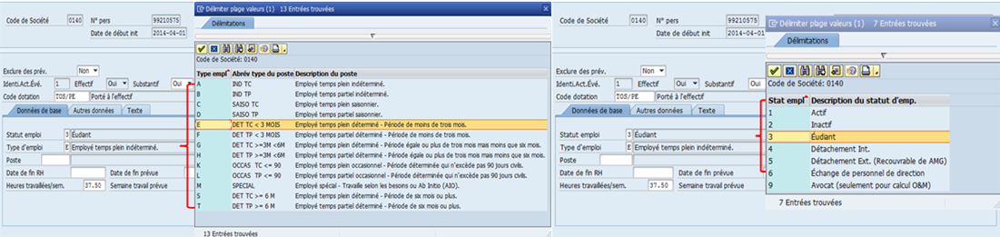 Code de Société 0140 N° pers 99210575
Date de début init 2014-04-01
Exclure des prév. Non
Identi.Act.Évé. 1 Effectif Oui Substantif Oui
Code dotation TOS/PE Porté à l'effectif
Données de base Autres données Texte
Statut emploi 3 Éudant
Type d'emploi E Employé temps plein indéterminé.
Poste
Date de fin RH Date de fin prévue
Heures travaillées/sem. 37.50 Semaine travail prévue
Délimiter plage valeurs (1) 13 Entrées trouvées
Délimitations
Code de Société: 0140
Type empl Abrév type du poste Description du poste
A IND TC Employé temps plein indéterminé.
B IND TP Employé temps partiel indéterminé.
C SAISO TC Employé temps plein saisonnier.
D SAISO TP Employé temps partiel saisonnier.
E DET TC < 3 MOIS Employé temps plein déterminé - Période de moins de trois mois.
F DET TP < 3 MOIS Employé temps partiel déterminé - Période de moins de trois mois.
G DET TC >=3M <6M Employé temps plein déterminé - Période égale ou plus de trois mois mais moins que six mois.
H DET TP >=3M <6M Employé temps partiel déterminé - Période égale ou plus de trois mois mais moins que six mois.
K OCCAS TC <= 90 Employé temps plein occasionnel - Période déterminée qui n'excède pas 90 Jours civils.
L OCCAS TP <= 90 Employé temps partiel occasionnel - Période déterminée qui n'excède pas 90 Jours civils.
M SPECIAL Employé spécial - Travaille selon les besoins ou Ab Initio (AIO).
S DET TC >= 6 M Employé temps plein déterminé - Période de six mois ou plus.
T DET TP >= 6 M Employé temps partiel déterminé - Période de six mois ou plus.
13 Entrées trouvées
Code de Société 0140 N° pers 99210575
Date de début init 2014-04-01
Exclure des prév. Non
Identi.Act.Évé. 1 Effectif Oui Substantif Oui
Code dotation TOS/PE Porté à l'effectif
Données de base Autres données Texte
Statut emploi 3 Éudant
Type d'emploi E Employé temps plein indéterminé.
Poste
Date de fin RH Date de fin prévue
Heures travaillées/sem. 37.50 Semaine travail prévue
Délimiter plage valeurs (1) 7 Entrées trouvées
Délimitations
Code de Société: 0140
Stat empl Description du statut d'emp.
1 Actif
2 Inactif
3 Éudant
4 Détachement Int.
5 Détachement Ext. (Recouvrable de AMG)
6 Échange de personnel de direction
9 Avocat (seulement pour calcul O&M)
7 Entrées trouvées